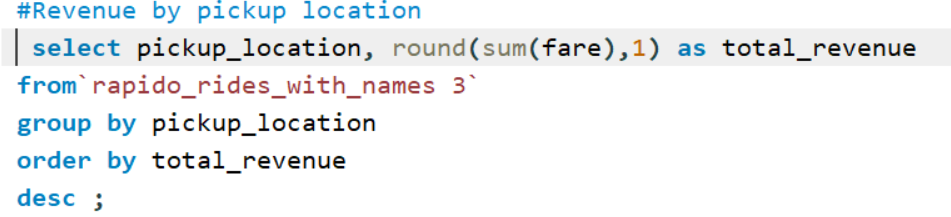 #Revenue by pickup location
select pickup_location, round(sum(fare),1) as total_revenue
from`rapido_rides_with_names 3`
group by pickup_location
order by total_revenue
desc ;